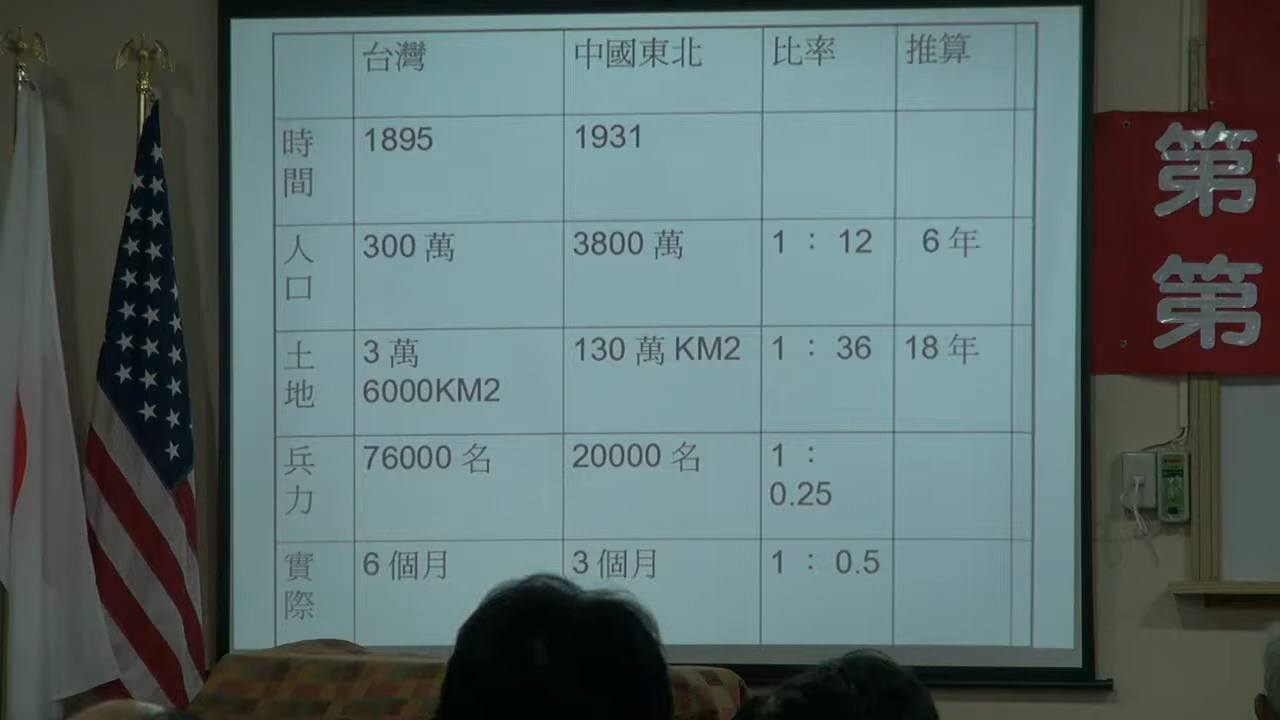 台灣 中國東北 比率 推算
時間 1895 1931
人口 300 萬 3800 萬 1 : 12 6 年
土地 3 萬 6000KM2 130 萬 KM2 1 : 36 18 年
兵力 76000 名 20000 名 1 : 0.25
實際 6 個月 3 個月 1 : 0.5
第
第